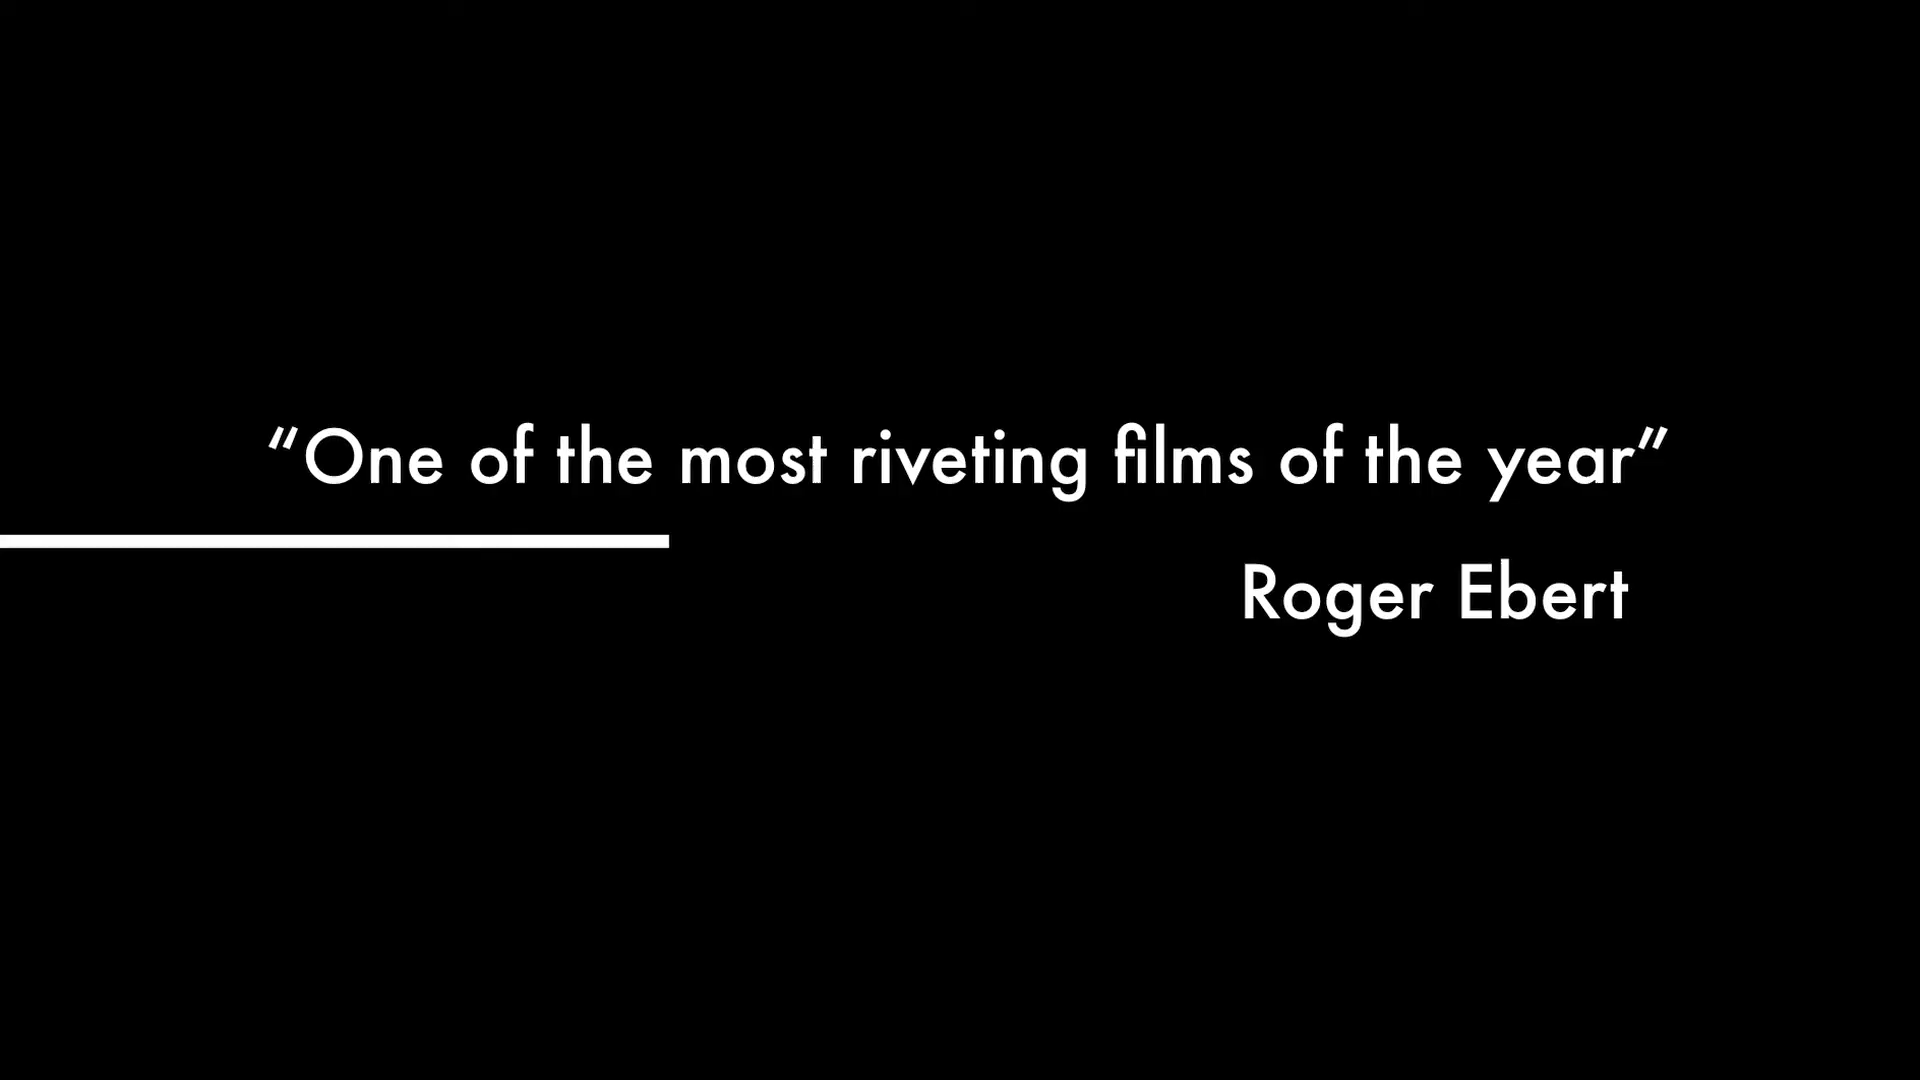 “One of the most riveting films of the year”
Roger Ebert